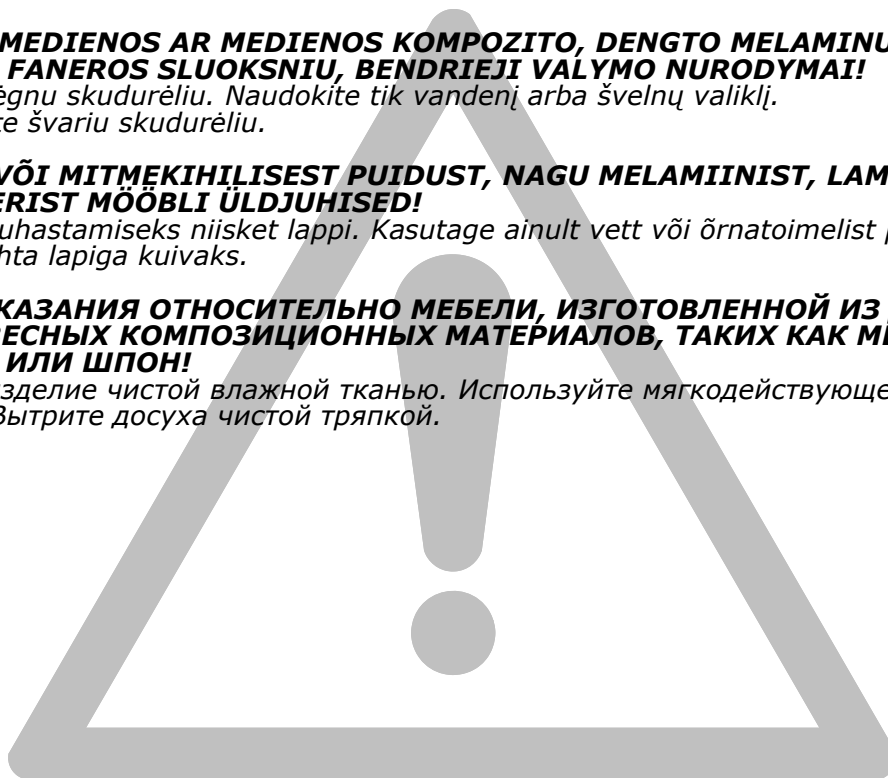 MEDIENOS AR MEDIENOS KOMPOZITO, DENGTO MELAMINU
FANEROS SLUOKSNIU, BENDRIEJI VALYMO NURODYMAI!
ėgnu skudurėliu. Naudokite tik vandenį arba švelnų valiklį.
te švariu skudurėliu.
VÕI MITMEKIHILISEST PUIDUST, NAGU MELAMIINIST, LAM
ERIST MÖÖBLI ÜLDJUHISED!
uhastamiseks niisket lappi. Kasutage ainult vett või õrnatoimelist p
hta lapiga kuivaks.
КАЗАНИЯ ОТНОСИТЕЛЬНО МЕБЕЛИ, ИЗГОТОВЛЕННОЙ ИЗ
ЕСНЫХ КОМПОЗИЦИОННЫХ МАТЕРИАЛОВ, ТАКИХ КАК МЕ
ИЛИ ШПОН!
зделие чистой влажной тканью. Используйте мягкодействующе
Вытрите досуха чистой тряпкой.